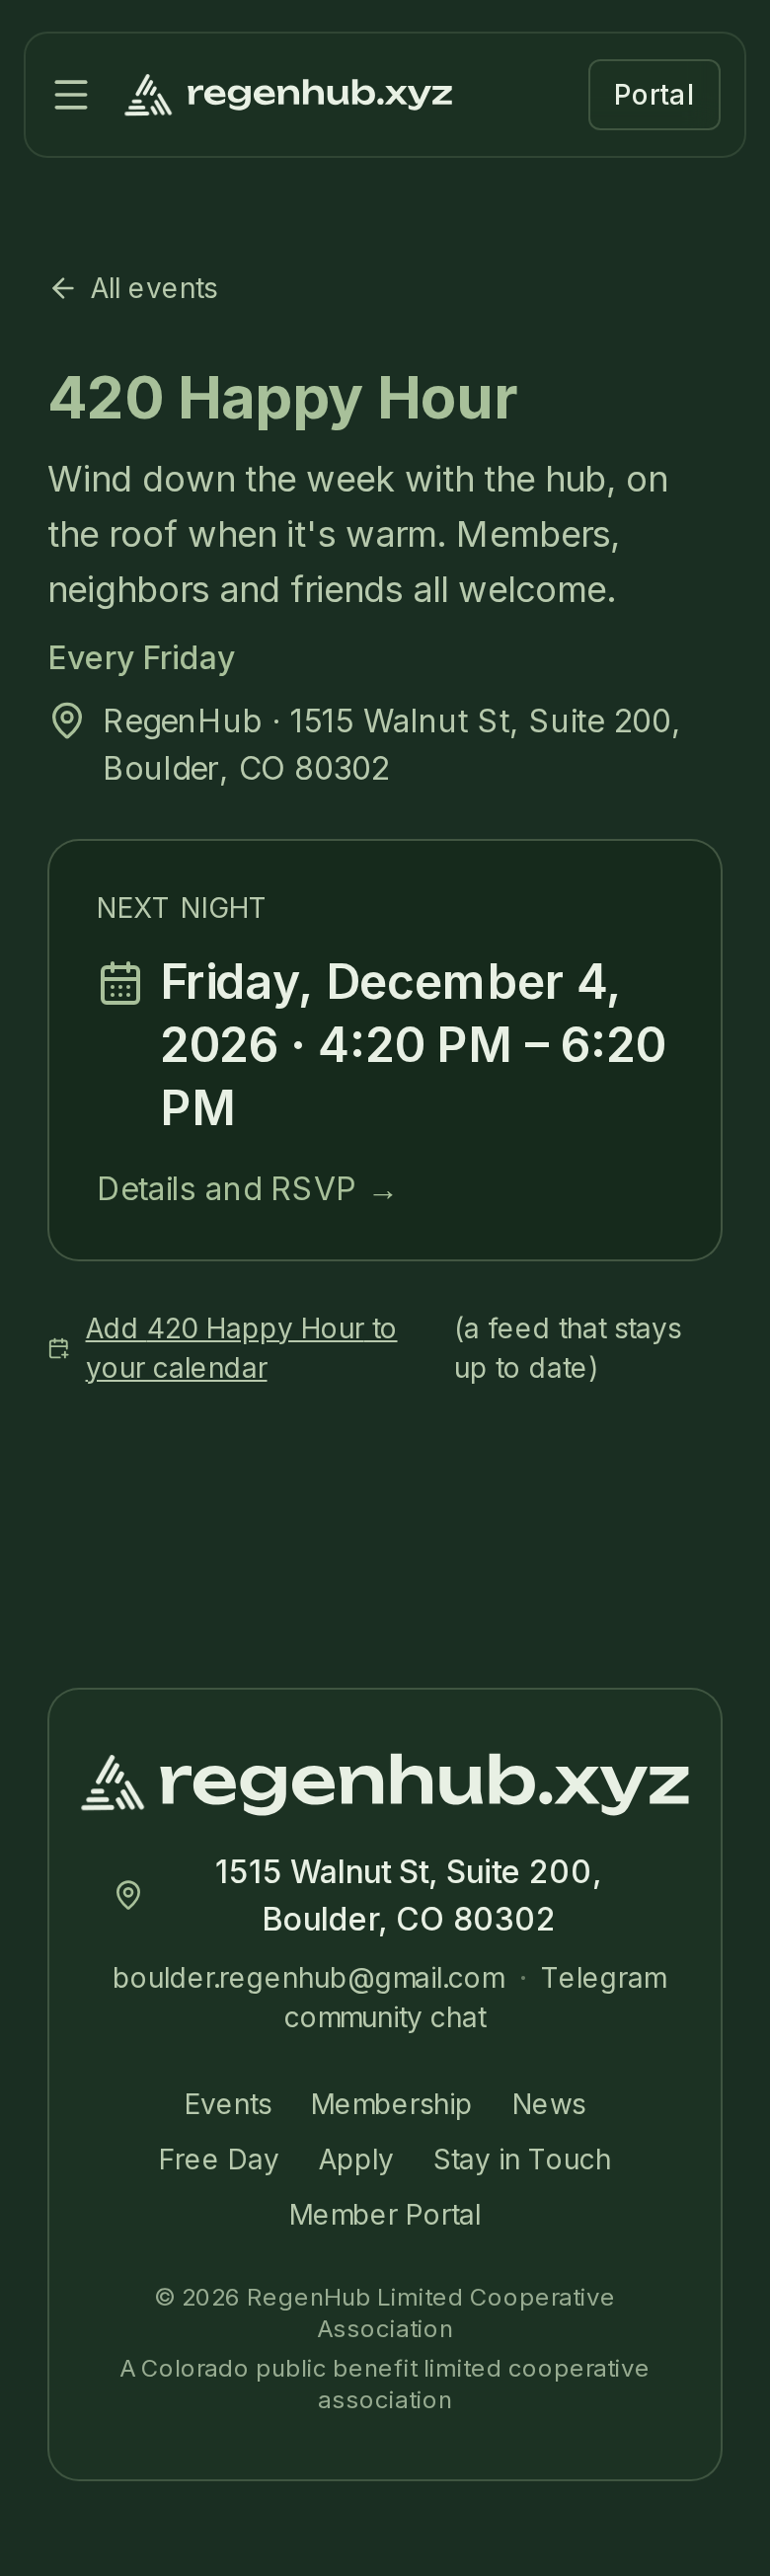 regenhub.xyz
Portal
← All events
420 Happy Hour
Wind down the week with the hub, on
the roof when it's warm. Members,
neighbors and friends all welcome.
Every Friday
RegenHub · 1515 Walnut St, Suite 200,
Boulder, CO 80302
NEXT NIGHT
Friday, December 4,
2026 · 4:20 PM – 6:20
PM
Details and RSVP →
Add 420 Happy Hour to
your calendar
(a feed that stays
up to date)
regenhub.xyz
1515 Walnut St, Suite 200,
Boulder, CO 80302
boulder.regenhub@gmail.com · Telegram
community chat
Events Membership News
Free Day Apply Stay in Touch
Member Portal
© 2026 RegenHub Limited Cooperative
Association
A Colorado public benefit limited cooperative
association